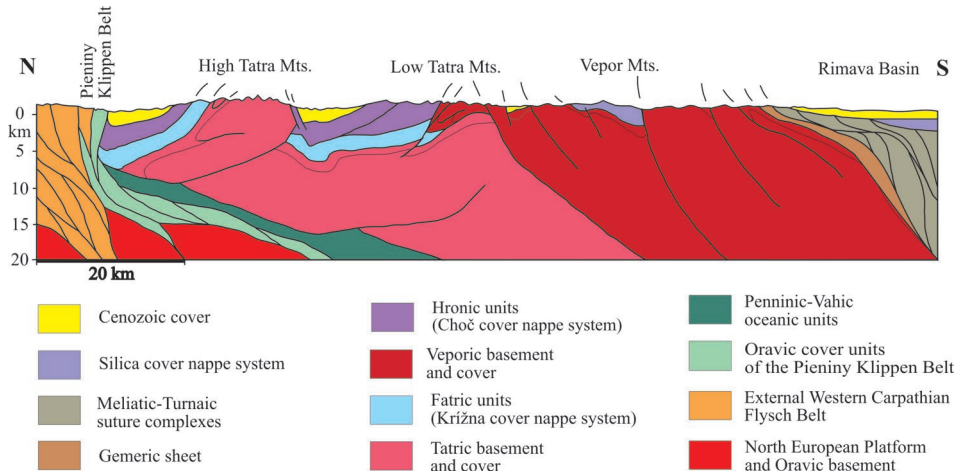 Pieniny
Klippen Belt
N
High Tatra Mts.
Low Tatra Mts.
Vepor Mts.
Rimava Basin
S
0
km
5
10
15
20
20 km
Cenozoic cover
Silica cover nappe system
Meliatic-Turnaic
suture complexes
Gemeric sheet
Hronic units
(Choč cover nappe system)
Veporic basement
and cover
Fatric units
(Krížna cover nappe system)
Tatric basement
and cover
Penninic-Vahic
oceanic units
Oravic cover units
of the Pieniny Klippen Belt
External Western Carpathian
Flysch Belt
North European Platform
and Oravic basement